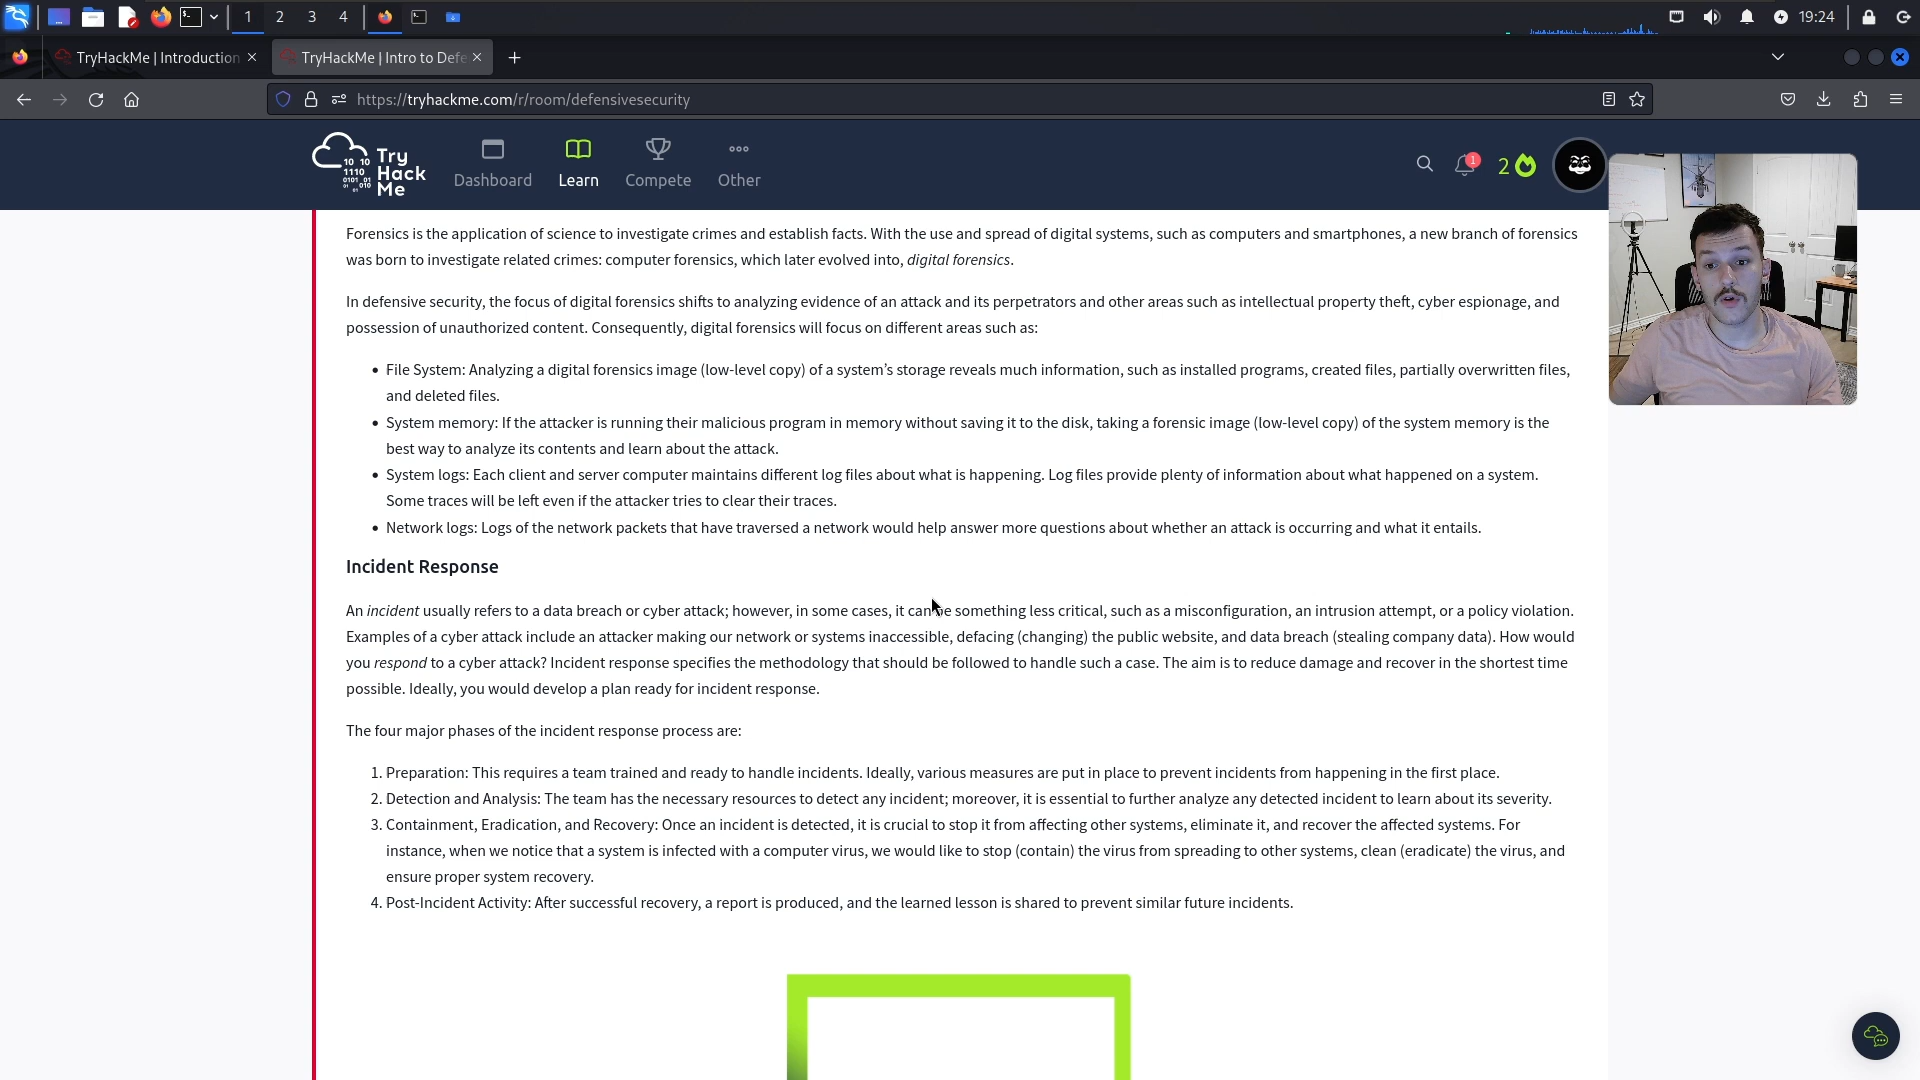 1 2 3 4 19:24
TryHackMe | Introduction TryHackMe | Intro to Defe
https://tryhackme.com/r/room/defensivesecurity
Try
Hack
Me
10 10
1110
0101
01 010
Dashboard Learn Compete Other
1 2
Forensics is the application of science to investigate crimes and establish facts. With the use and spread of digital systems, such as computers and smartphones, a new branch of forensics
was born to investigate related crimes: computer forensics, which later evolved into, digital forensics.
In defensive security, the focus of digital forensics shifts to analyzing evidence of an attack and its perpetrators and other areas such as intellectual property theft, cyber espionage, and
possession of unauthorized content. Consequently, digital forensics will focus on different areas such as:
• File System: Analyzing a digital forensics image (low-level copy) of a system’s storage reveals much information, such as installed programs, created files, partially overwritten files,
and deleted files.
• System memory: If the attacker is running their malicious program in memory without saving it to the disk, taking a forensic image (low-level copy) of the system memory is the
best way to analyze its contents and learn about the attack.
• System logs: Each client and server computer maintains different log files about what is happening. Log files provide plenty of information about what happened on a system.
Some traces will be left even if the attacker tries to clear their traces.
• Network logs: Logs of the network packets that have traversed a network would help answer more questions about whether an attack is occurring and what it entails.
Incident Response
An incident usually refers to a data breach or cyber attack; however, in some cases, it can be something less critical, such as a misconfiguration, an intrusion attempt, or a policy violation.
Examples of a cyber attack include an attacker making our network or systems inaccessible, defacing (changing) the public website, and data breach (stealing company data). How would
you respond to a cyber attack? Incident response specifies the methodology that should be followed to handle such a case. The aim is to reduce damage and recover in the shortest time
possible. Ideally, you would develop a plan ready for incident response.
The four major phases of the incident response process are:
1. Preparation: This requires a team trained and ready to handle incidents. Ideally, various measures are put in place to prevent incidents from happening in the first place.
2. Detection and Analysis: The team has the necessary resources to detect any incident; moreover, it is essential to further analyze any detected incident to learn about its severity.
3. Containment, Eradication, and Recovery: Once an incident is detected, it is crucial to stop it from affecting other systems, eliminate it, and recover the affected systems. For
instance, when we notice that a system is infected with a computer virus, we would like to stop (contain) the virus from spreading to other systems, clean (eradicate) the virus, and
ensure proper system recovery.
4. Post-Incident Activity: After successful recovery, a report is produced, and the learned lesson is shared to prevent similar future incidents.